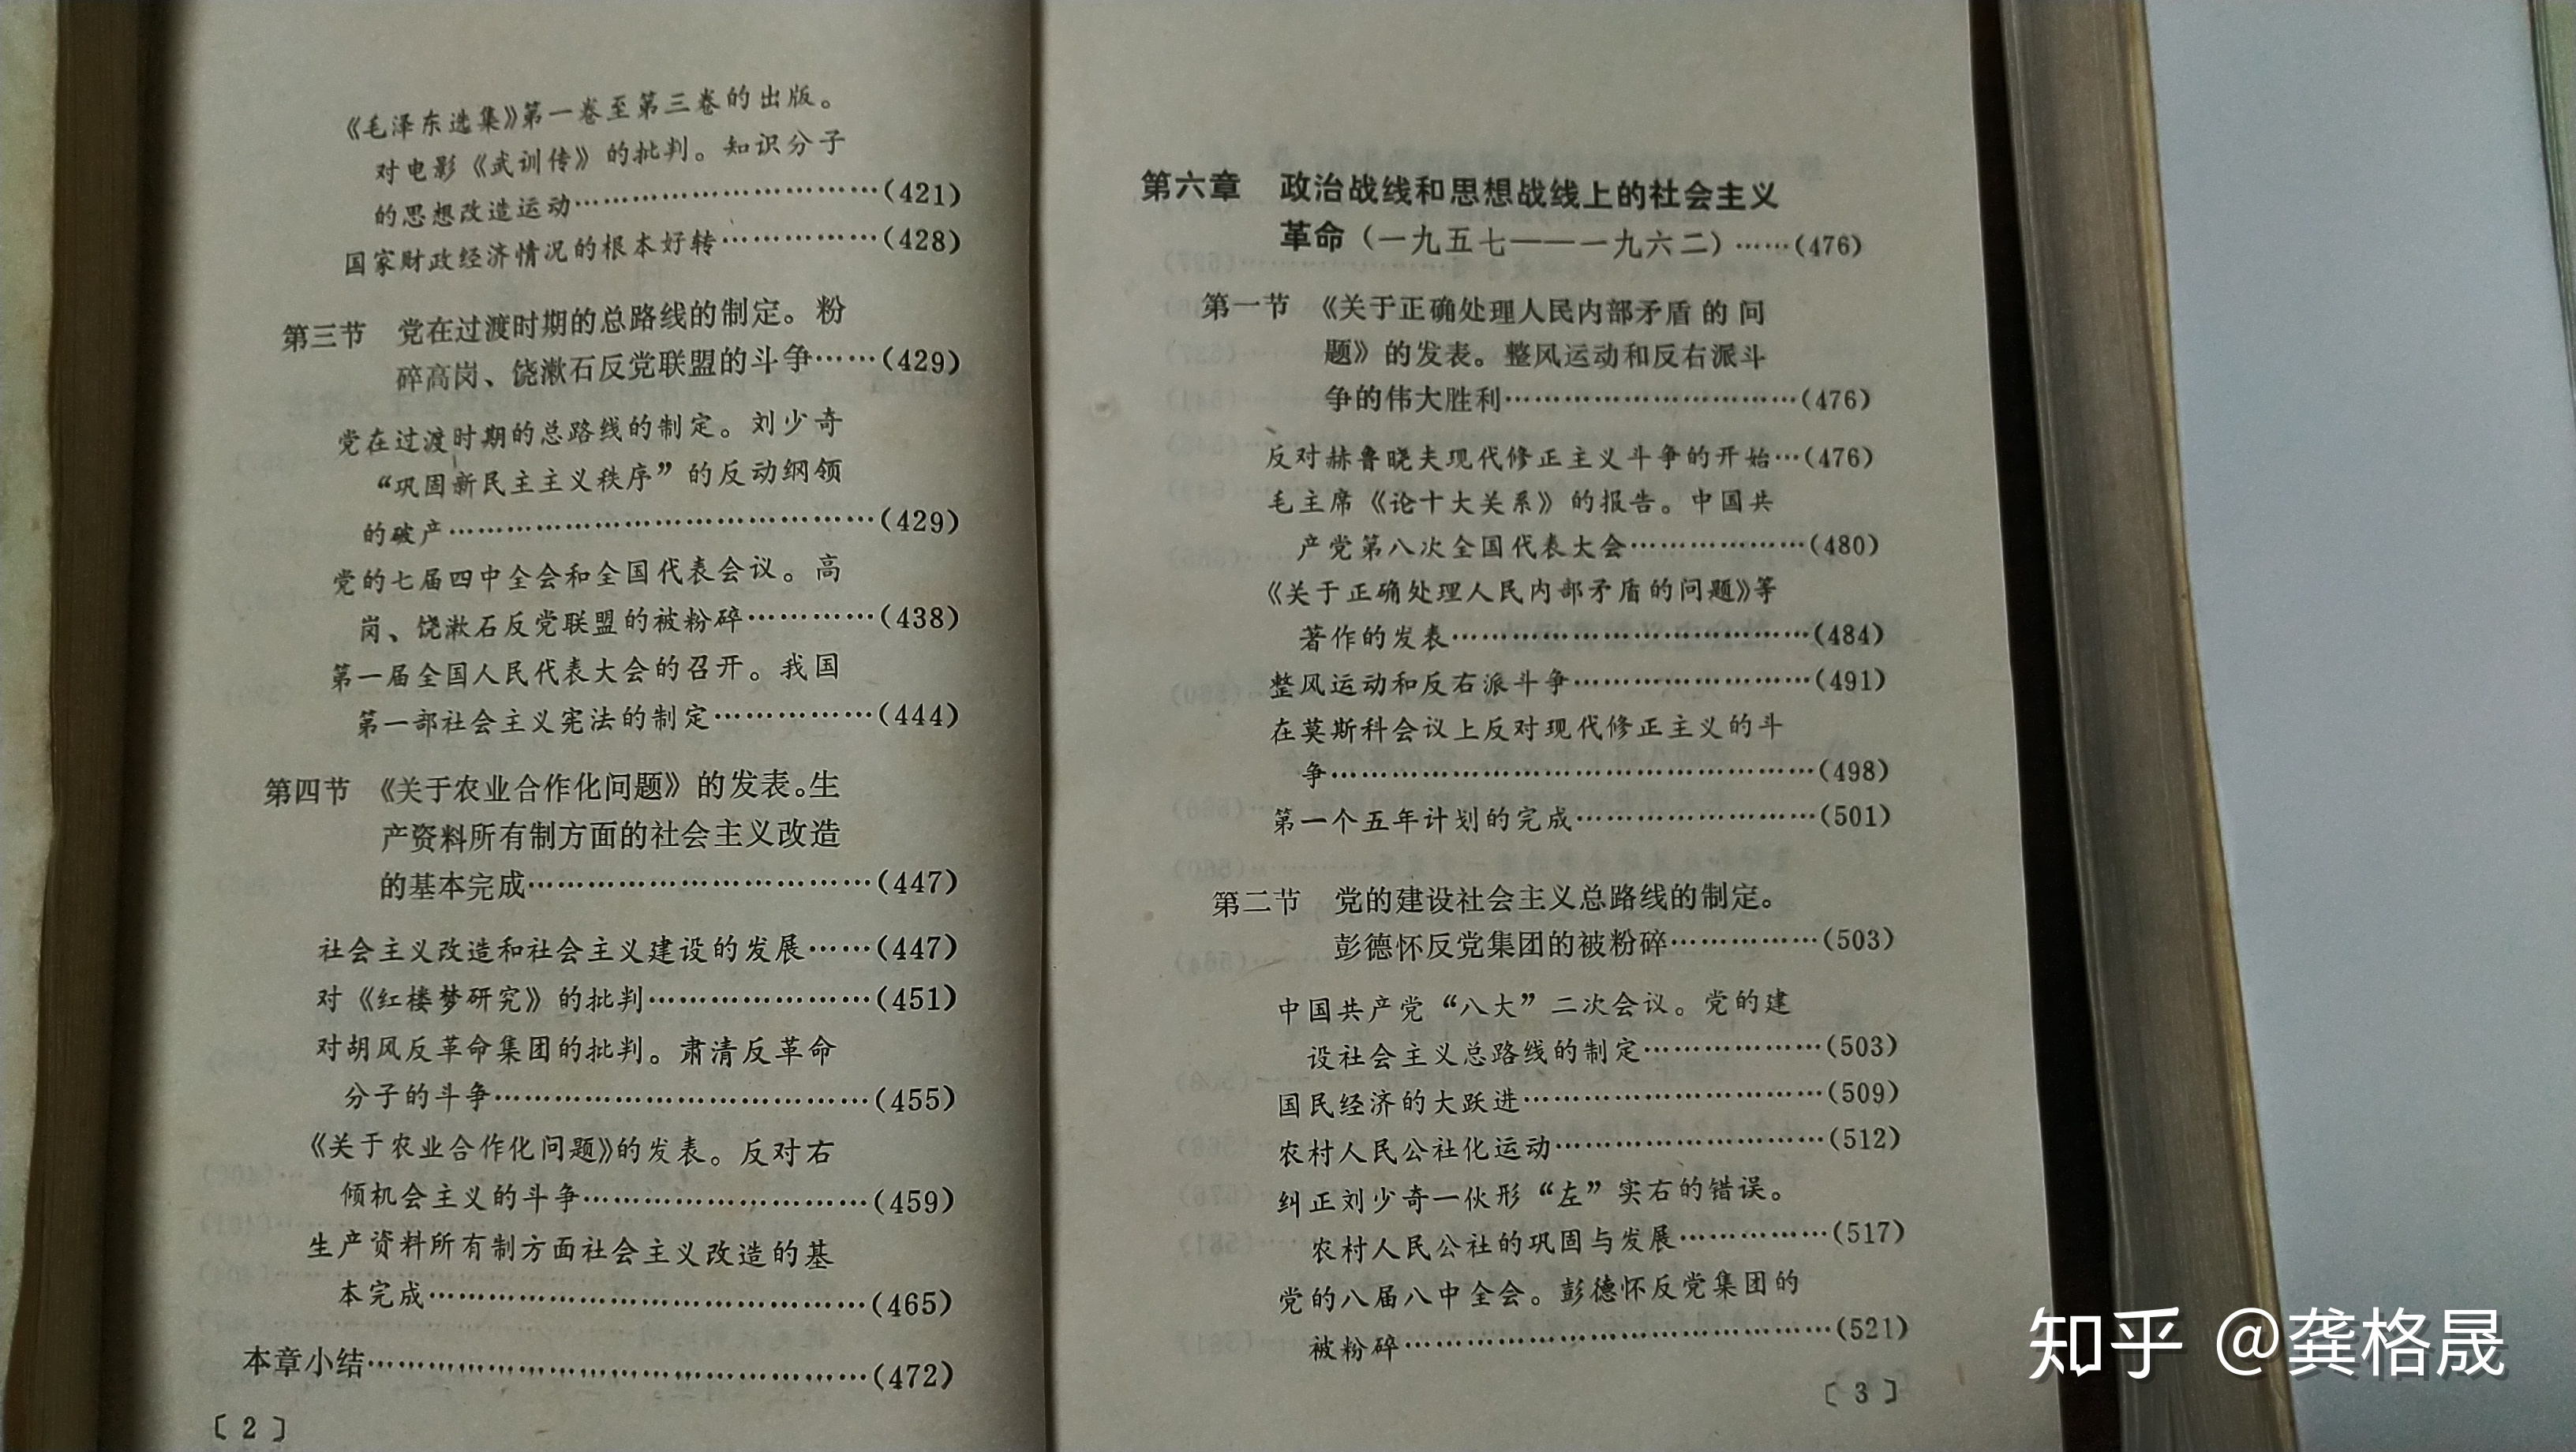 《毛泽东选集》第一卷至第三卷的出版。
对电影《武训传》的批判。知识分子
的思想改造运动……………………………(421)
国家财政经济情况的根本好转……………(428)
第三节 党在过渡时期的总路线的制定。粉
碎高岗、饶漱石反党联盟的斗争……(429)
党在过渡时期的总路线的制定。刘少奇
“巩固新民主主义秩序”的反动纲领
的破产………………………………………(429)
党的七届四中全会和全国代表会议。高
岗、饶漱石反党联盟的被粉碎…………(438)
第一届全国人民代表大会的召开。我国
第一部社会主义宪法的制定……………(444)
第四节 《关于农业合作化问题》的发表。生
产资料所有制方面的社会主义改造
的基本完成………………………………(447)
社会主义改造和社会主义建设的发展……(447)
对《红楼梦研究》的批判…………………(451)
对胡风反革命集团的批判。肃清反革命
分子的斗争…………………………………(455)
《关于农业合作化问题》的发表。反对右
倾机会主义的斗争…………………………(459)
生产资料所有制方面社会主义改造的基
本完成………………………………………(465)
本章小结……………………………………………(472)
〔2〕
第六章 政治战线和思想战线上的社会主义
革命(一九五七——一九六二)……(476)
第一节 《关于正确处理人民内部矛盾的问
题》的发表。整风运动和反右派斗
争的伟大胜利…………………………(476)
反对赫鲁晓夫现代修正主义斗争的开始…(476)
毛主席《论十大关系》的报告。中国共
产党第八次全国代表大会………………(480)
《关于正确处理人民内部矛盾的问题》等
著作的发表………………………………(484)
整风运动和反右派斗争……………………(491)
在莫斯科会议上反对现代修正主义的斗
争……………………………………………(498)
第一个五年计划的完成……………………(501)
第二节 党的建设社会主义总路线的制定。
彭德怀反党集团的被粉碎……………(503)
中国共产党“八大”二次会议。党的建
设社会主义总路线的制定………………(503)
国民经济的大跃进…………………………(509)
农村人民公社化运动………………………(512)
纠正刘少奇一伙形“左”实右的错误。
农村人民公社的巩固与发展……………(517)
党的八届八中全会。彭德怀反党集团的
被粉碎………………………………………(521)
〔3〕
知乎 @龚格晟